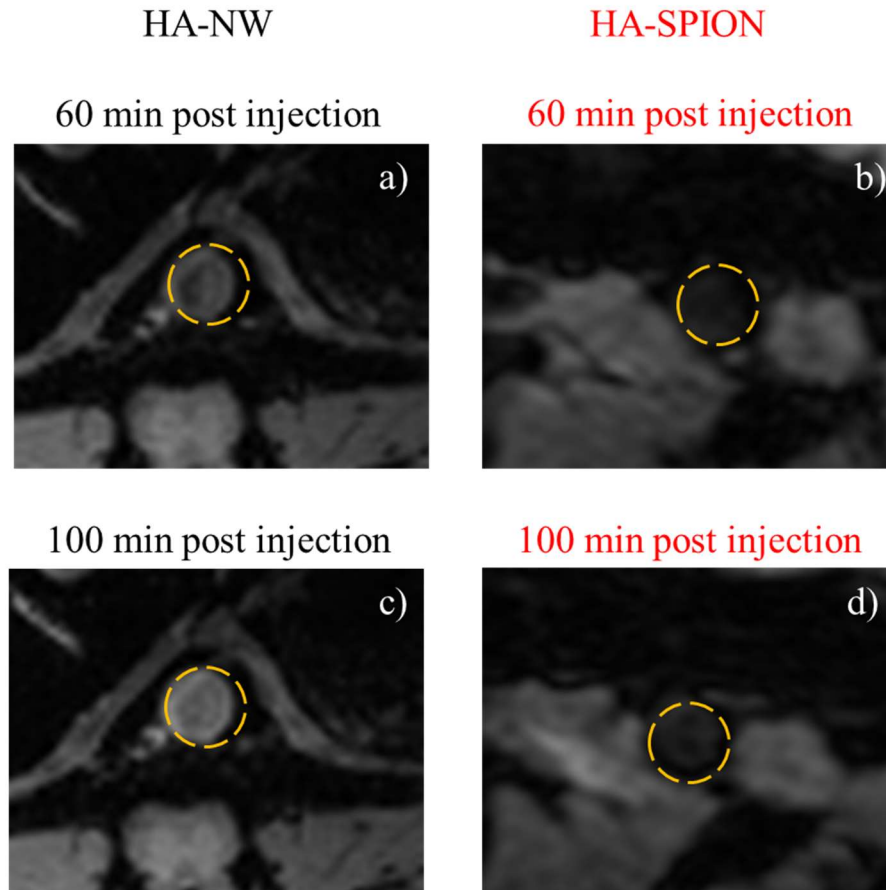 HA-NW
HA-SPION
60 min post injection
60 min post injection
a)
b)
100 min post injection
100 min post injection
c)
d)